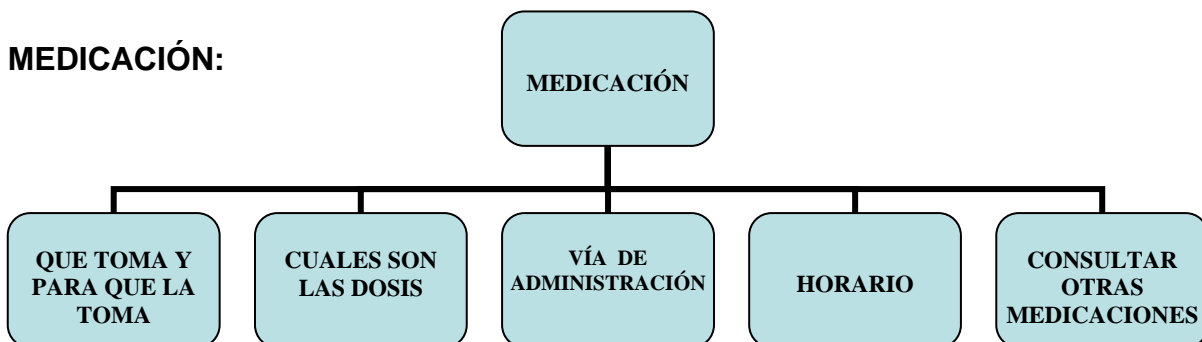 MEDICACIÓN:
MEDICACIÓN
QUE TOMA Y
PARA QUE LA
TOMA
CUALES SON
LAS DOSIS
VÍA DE
ADMINISTRACIÓN
HORARIO
CONSULTAR
OTRAS
MEDICACIONES